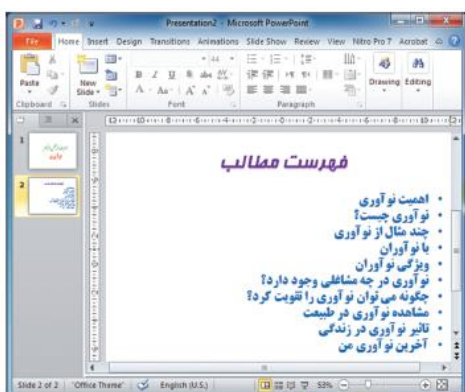 Presentation2 - Microsoft PowerPoint
File Home Insert Design Transitions Animations Slide Show Review View Nitro Pro 7 Acrobat
Paste New Slide Drawing Editing
Clipboard Slides Font Paragraph
1
2
فهرست مطالب
• اهمیت نوآوری
• نوآوری چیست؟
• چند مثال از نوآوری
• با نوآوران
• ویژگی نوآوران
• نوآوری در چه مشاغلی وجود دارد؟
• چگونه می توان نوآوری را تقویت کرد؟
• مشاهده نوآوری در طبیعت
• تاثیر نوآوری در زندگی
• آخرین نوآوری من
Slide 2 of 2 "Office Theme" English (U.S.) 53%